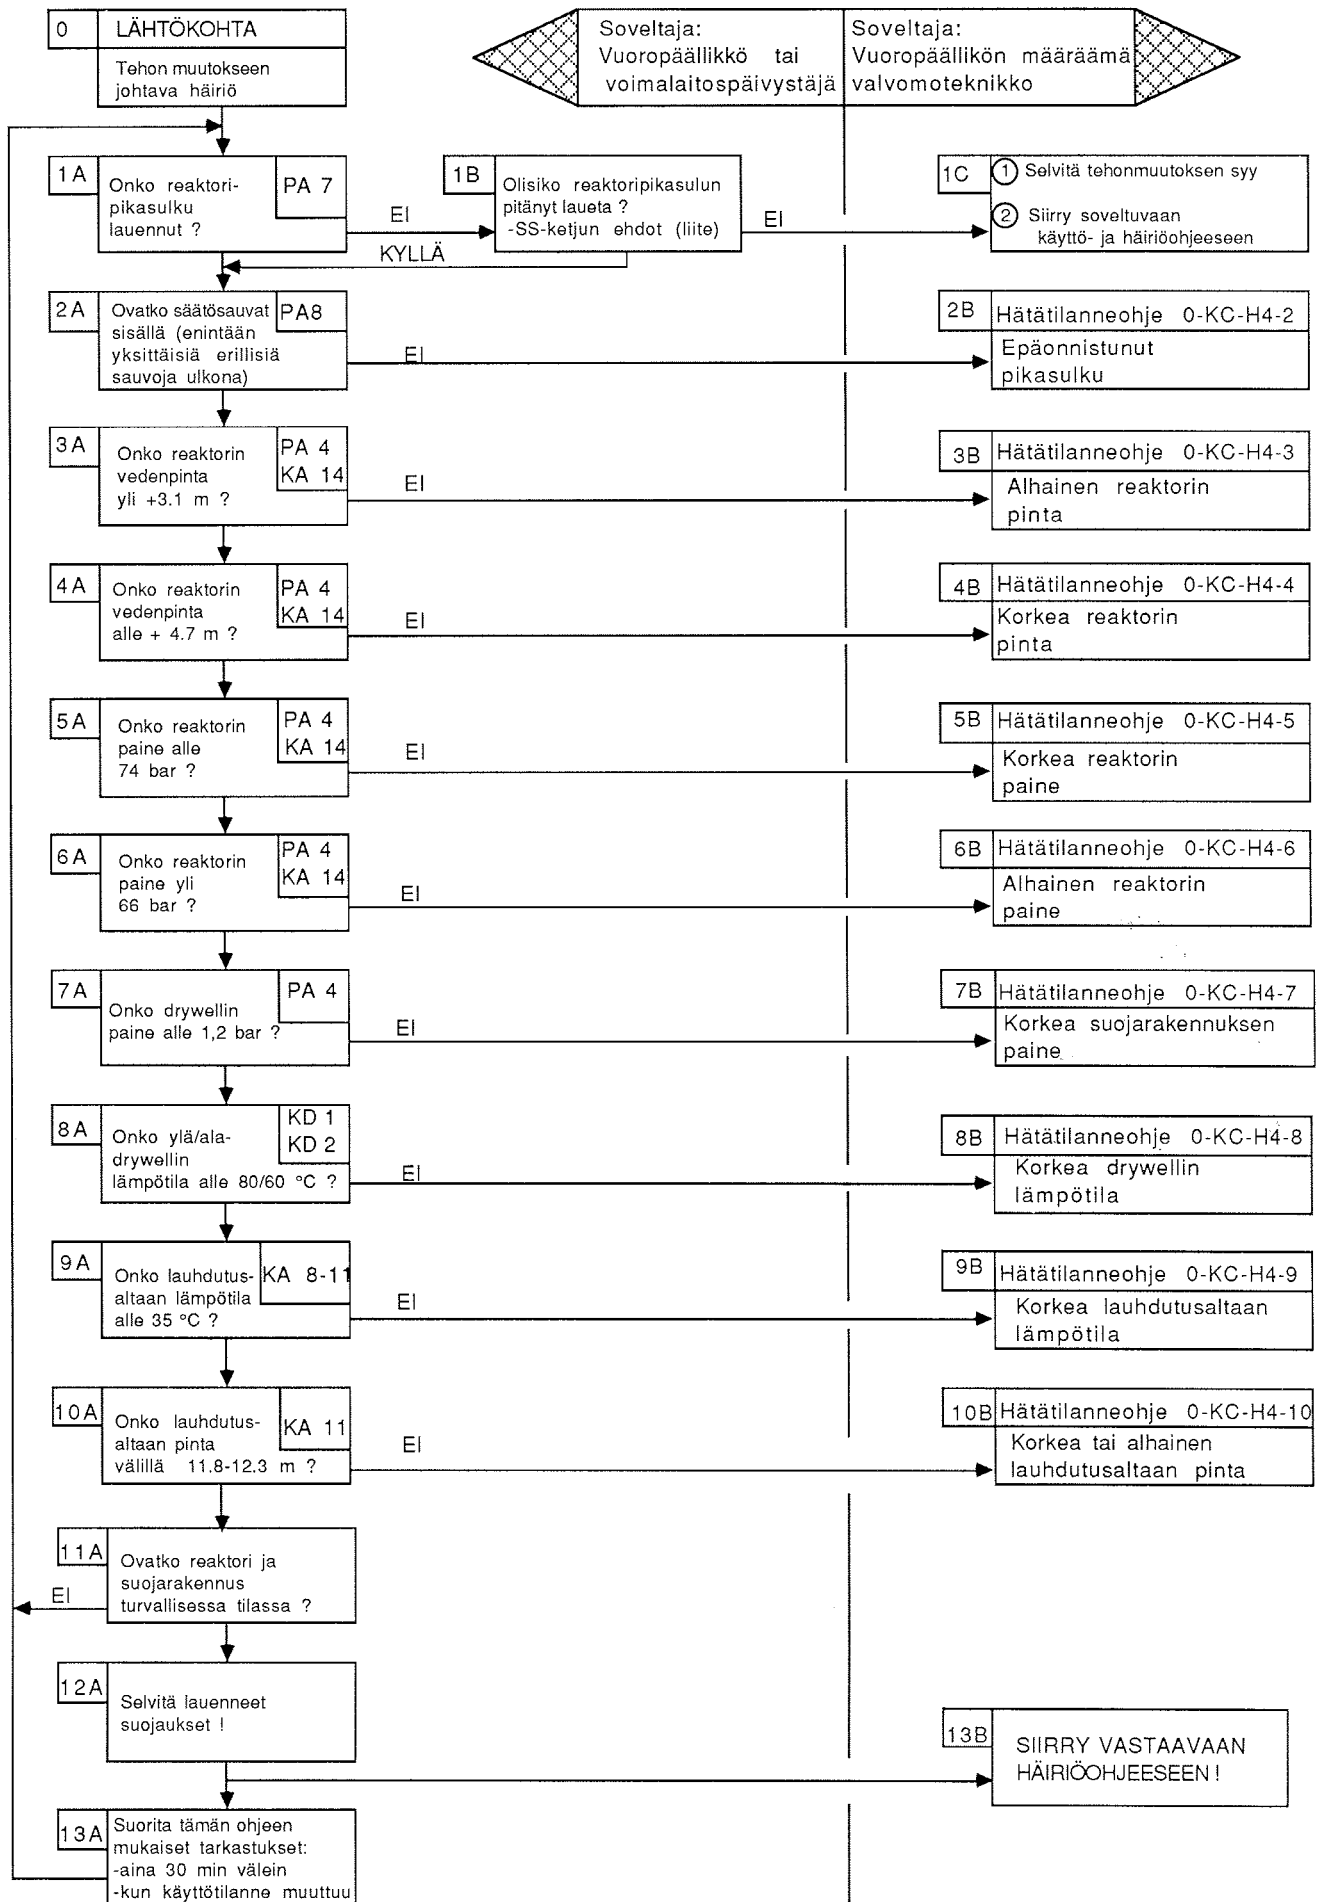 0
LÄHTÖKOHTA
Tehon muutokseen
johtava häiriö
Soveltaja:
Vuoropäällikkö tai
voimalaitospäivystäjä
Soveltaja:
Vuoropäällikön määräämä
valvomoteknikko
1A
Onko reaktori-
pikasulku
lauennut ?
PA 7
EI
1B
Olisiko reaktoripikasulun
pitänyt laueta ?
-SS-ketjun ehdot (liite)
EI
KYLLÄ
1C
1 Selvitä tehonmuutoksen syy
2 Siirry soveltuvaan
käyttö- ja häiriöohjeeseen
2A
Ovatko säätösauvat
sisällä (enintään
yksittäisiä erillisiä
sauvoja ulkona)
PA8
EI
2B
Hätätilanneohje 0-KC-H4-2
Epäonnistunut
pikasulku
3A
Onko reaktorin
vedenpinta
yli +3.1 m ?
PA 4
KA 14
EI
3B
Hätätilanneohje 0-KC-H4-3
Alhainen reaktorin
pinta
4A
Onko reaktorin
vedenpinta
alle + 4.7 m ?
PA 4
KA 14
EI
4B
Hätätilanneohje 0-KC-H4-4
Korkea reaktorin
pinta
5A
Onko reaktorin
paine alle
74 bar ?
PA 4
KA 14
EI
5B
Hätätilanneohje 0-KC-H4-5
Korkea reaktorin
paine
6A
Onko reaktorin
paine yli
66 bar ?
PA 4
KA 14
EI
6B
Hätätilanneohje 0-KC-H4-6
Alhainen reaktorin
paine
7A
Onko drywellin
paine alle 1,2 bar ?
PA 4
EI
7B
Hätätilanneohje 0-KC-H4-7
Korkea suojarakennuksen
paine
8A
Onko ylä/ala-
drywellin
lämpötila alle 80/60 °C ?
KD 1
KD 2
EI
8B
Hätätilanneohje 0-KC-H4-8
Korkea drywellin
lämpötila
9A
Onko lauhdutus-
altaan lämpötila
alle 35 °C ?
KA 8-11
EI
9B
Hätätilanneohje 0-KC-H4-9
Korkea lauhdutusaltaan
lämpötila
10A
Onko lauhdutus-
altaan pinta
välillä 11.8-12.3 m ?
KA 11
EI
10B
Hätätilanneohje 0-KC-H4-10
Korkea tai alhainen
lauhdutusaltaan pinta
11A
Ovatko reaktori ja
suojarakennus
turvallisessa tilassa ?
EI
12A
Selvitä lauenneet
suojaukset !
13B
SIIRRY VASTAAVAAN
HÄIRIÖOHJEESEEN !
13A
Suorita tämän ohjeen
mukaiset tarkastukset:
-aina 30 min välein
-kun käyttötilanne muuttuu